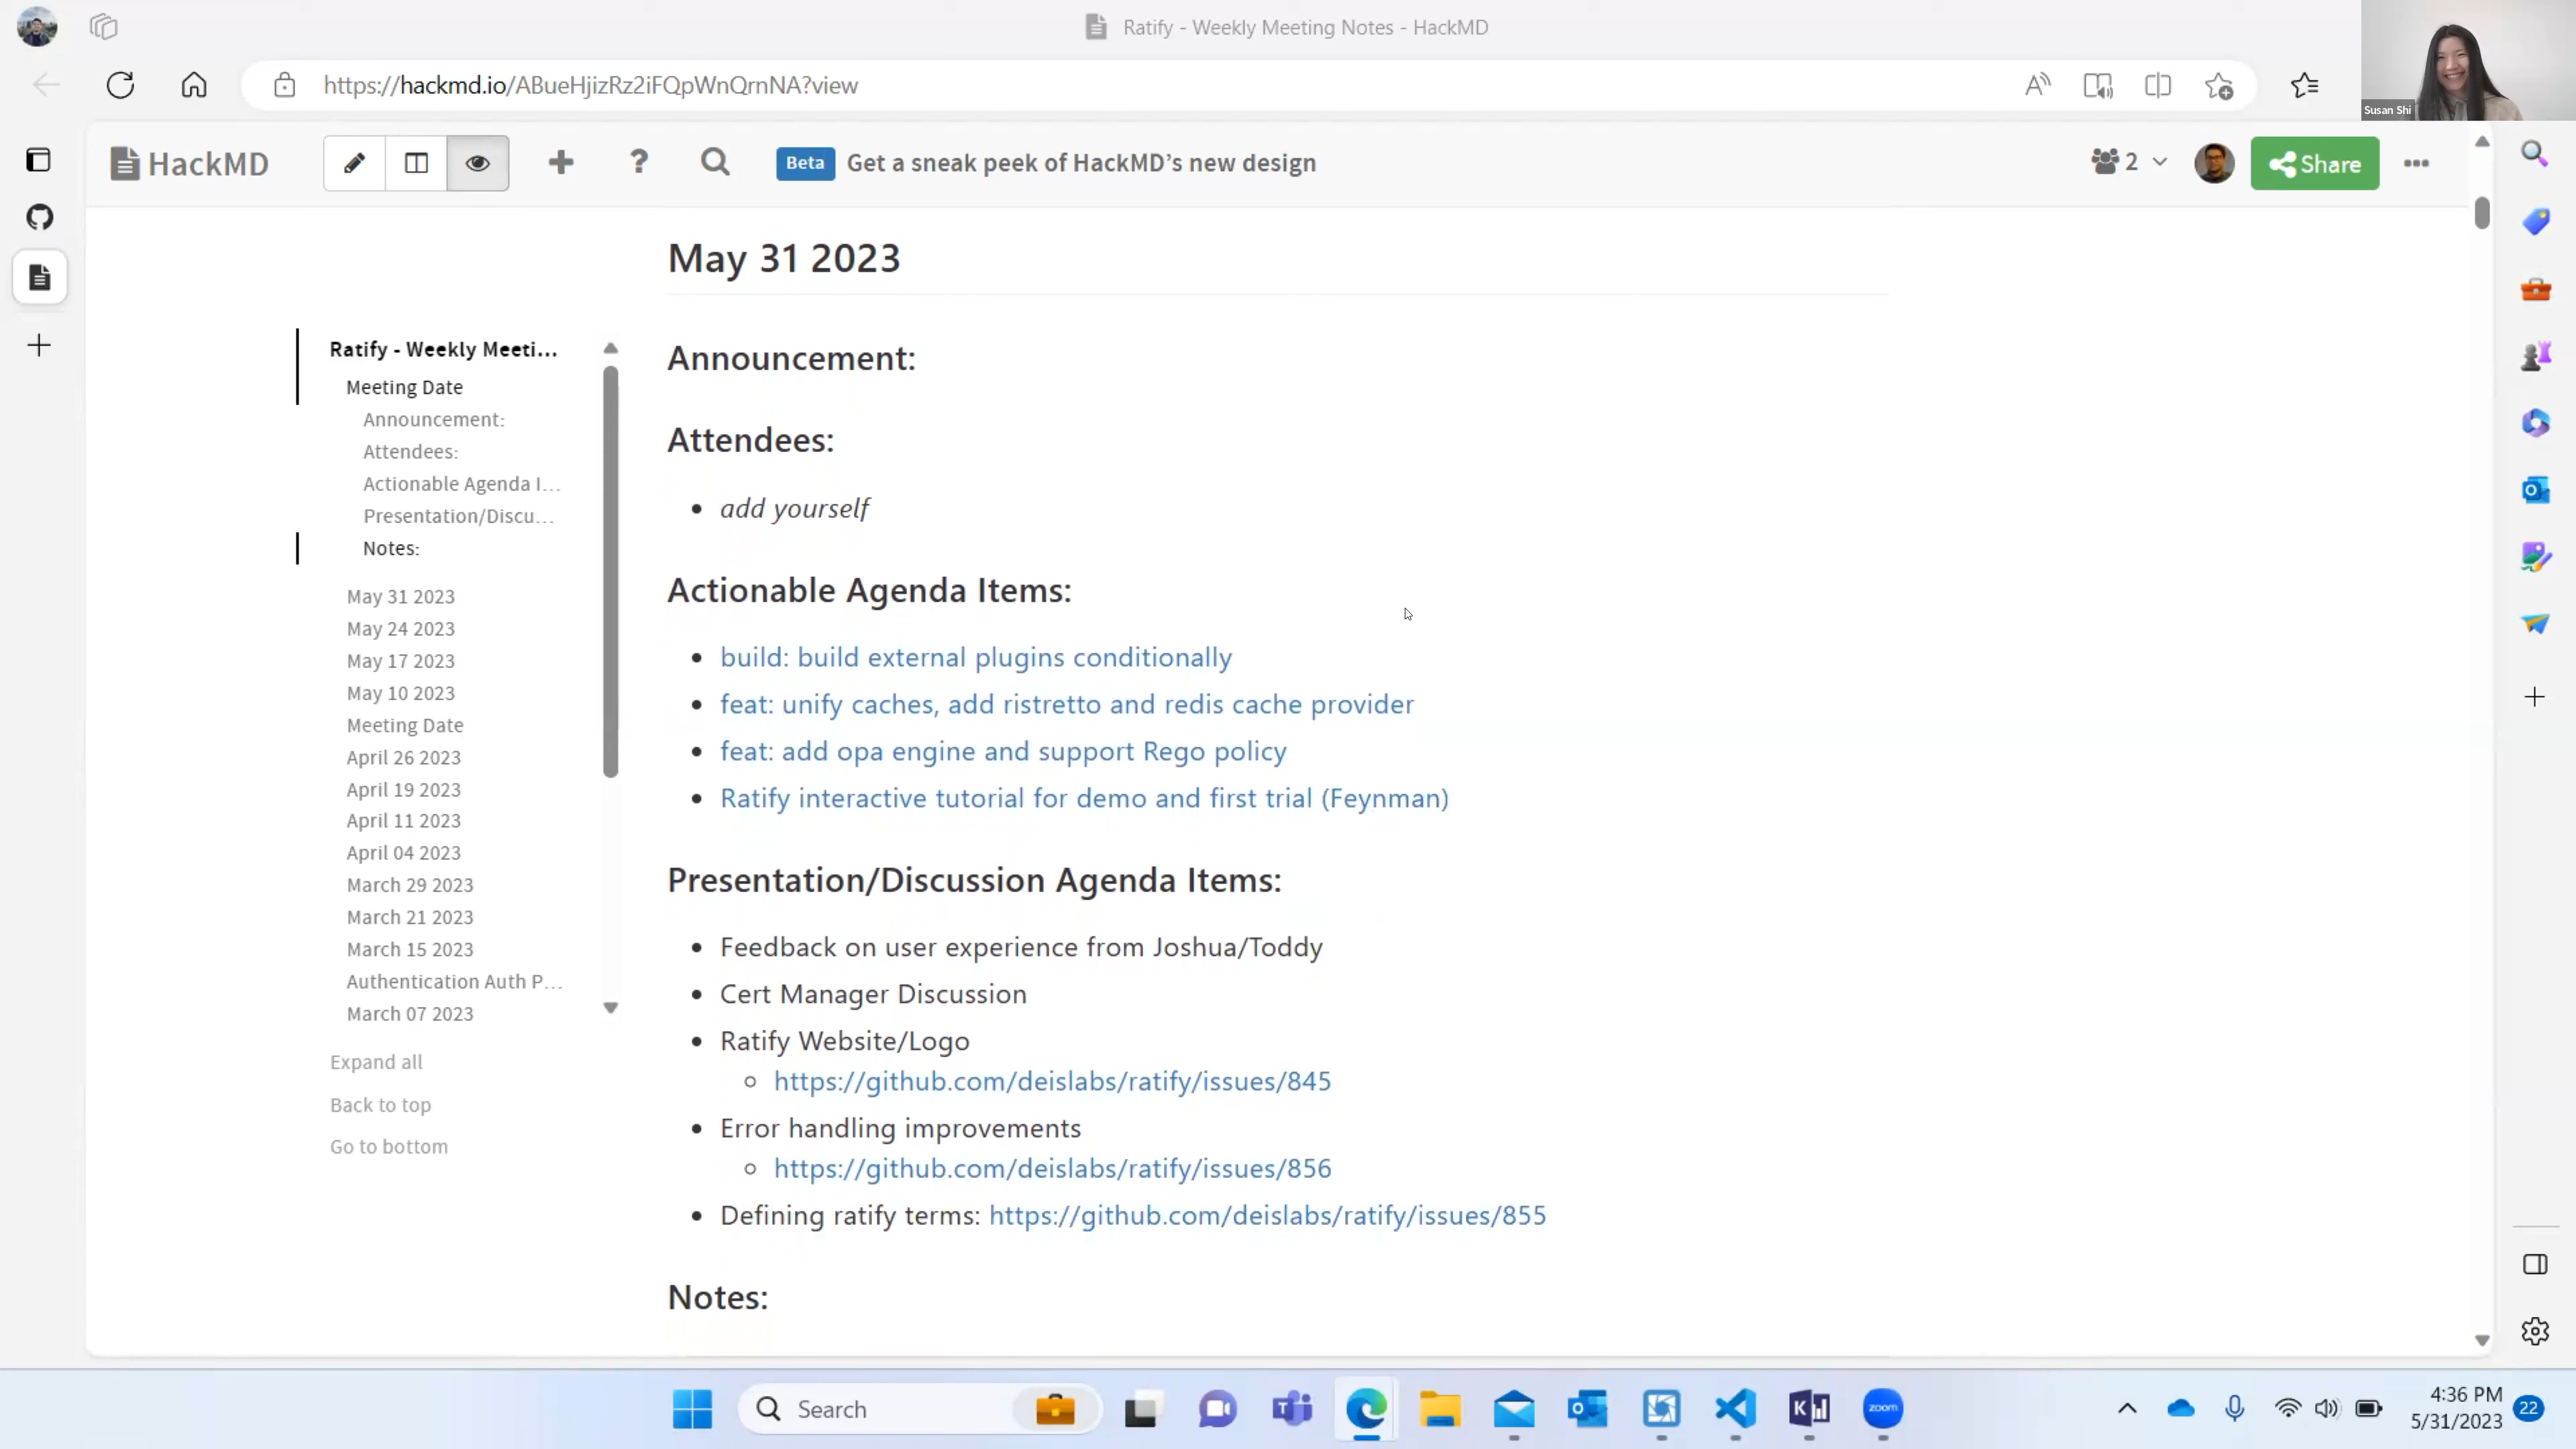 Ratify - Weekly Meeting Notes - HackMD
https://hackmd.io/ABueHjizRz2iFQpWnQrnNA?view
Susan Shi
HackMD
Beta Get a sneak peek of HackMD’s new design
2
Share
Ratify - Weekly Meeti...
Meeting Date
Announcement:
Attendees:
Actionable Agenda I...
Presentation/Discu...
Notes:
May 31 2023
May 24 2023
May 17 2023
May 10 2023
Meeting Date
April 26 2023
April 19 2023
April 11 2023
April 04 2023
March 29 2023
March 21 2023
March 15 2023
Authentication Auth P...
March 07 2023
Expand all
Back to top
Go to bottom
May 31 2023
Announcement:
Attendees:
add yourself
Actionable Agenda Items:
build: build external plugins conditionally
feat: unify caches, add ristretto and redis cache provider
feat: add opa engine and support Rego policy
Ratify interactive tutorial for demo and first trial (Feynman)
Presentation/Discussion Agenda Items:
Feedback on user experience from Joshua/Toddy
Cert Manager Discussion
Ratify Website/Logo
https://github.com/deislabs/ratify/issues/845
Error handling improvements
https://github.com/deislabs/ratify/issues/856
Defining ratify terms: https://github.com/deislabs/ratify/issues/855
Notes:
Search
zoom
4:36 PM
5/31/2023
22